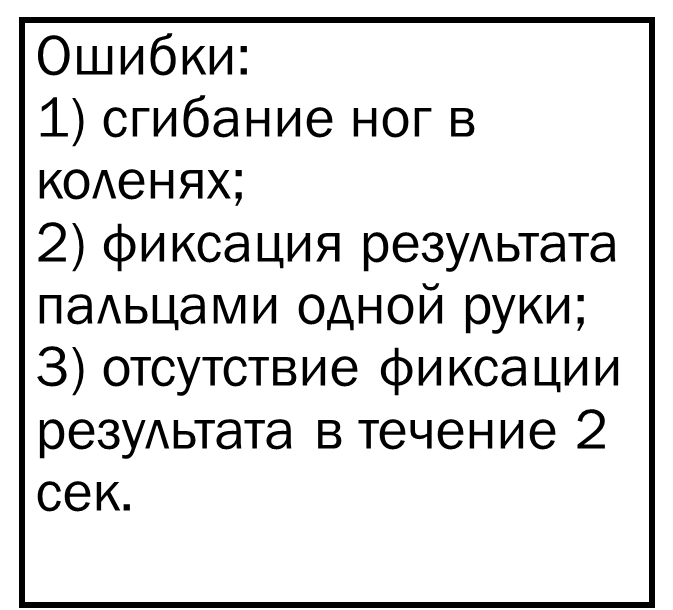 Ошибки:
1) сгибание ног в
коленях;
2) фиксация результата
пальцами одной руки;
3) отсутствие фиксации
результата в течение 2
сек.